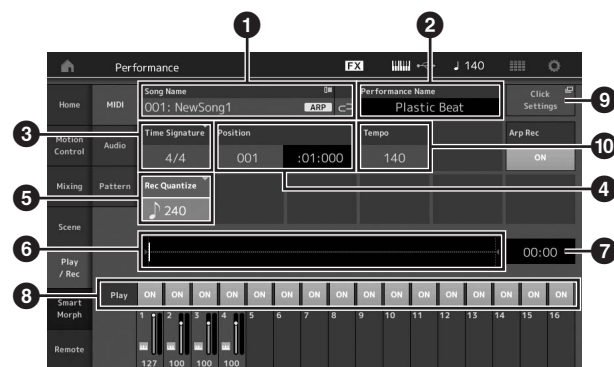 1 2
Performance FX 140
Song Name Performance Name Click Settings 9
Home MIDI 001: NewSong1 ARP Plastic Beat
3 Time Signature Position Tempo Arp Rec 10
Motion Control Audio 4/4 001 :01:000 140 ON
4
Mixing Pattern Rec Quantize
5 240
Scene
6 00:00 7
Play / Rec
8 Play ON ON ON ON ON ON ON ON ON ON ON ON ON ON ON ON
Smart Morph 1 2 3 4 5 6 7 8 9 10 11 12 13 14 15 16
Remote 127 100 100 100